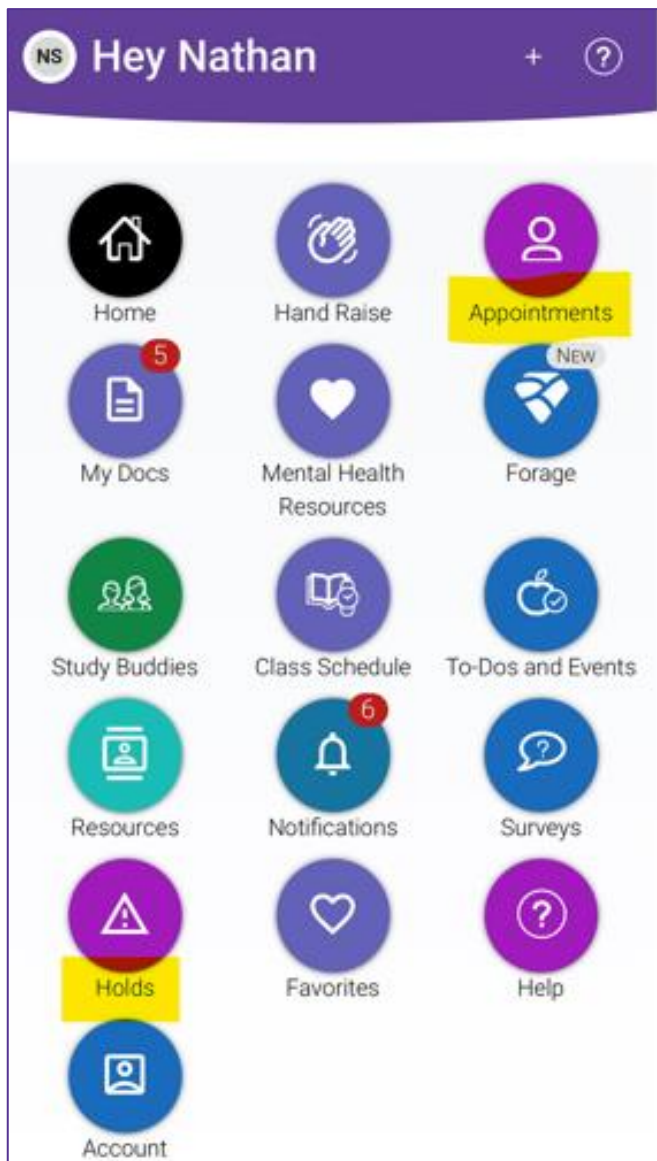 NS Hey Nathan + ?
Home Hand Raise Appointments
5 NEW
My Docs Mental Health Forage
Resources
Study Buddies Class Schedule To-Dos and Events
6
?
Resources Notifications Surveys
?
Holds Favorites Help
Account